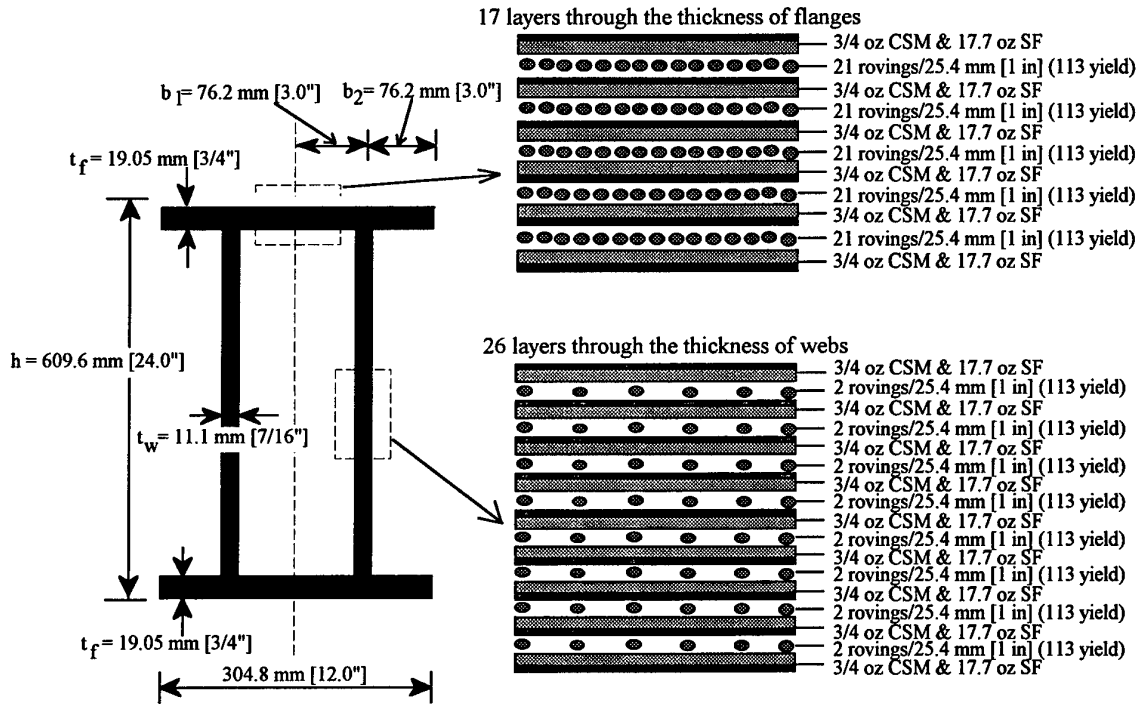 17 layers through the thickness of flanges
3/4 oz CSM & 17.7 oz SF
21 rovings/25.4 mm [1 in] (113 yield)
3/4 oz CSM & 17.7 oz SF
21 rovings/25.4 mm [1 in] (113 yield)
3/4 oz CSM & 17.7 oz SF
21 rovings/25.4 mm [1 in] (113 yield)
3/4 oz CSM & 17.7 oz SF
21 rovings/25.4 mm [1 in] (113 yield)
3/4 oz CSM & 17.7 oz SF
21 rovings/25.4 mm [1 in] (113 yield)
3/4 oz CSM & 17.7 oz SF
b1= 76.2 mm [3.0"]
b2= 76.2 mm [3.0"]
tf = 19.05 mm [3/4"]
h = 609.6 mm [24.0"]
tw= 11.1 mm [7/16"]
tf = 19.05 mm [3/4"]
304.8 mm [12.0"]
26 layers through the thickness of webs
3/4 oz CSM & 17.7 oz SF
2 rovings/25.4 mm [1 in] (113 yield)
3/4 oz CSM & 17.7 oz SF
2 rovings/25.4 mm [1 in] (113 yield)
3/4 oz CSM & 17.7 oz SF
2 rovings/25.4 mm [1 in] (113 yield)
3/4 oz CSM & 17.7 oz SF
2 rovings/25.4 mm [1 in] (113 yield)
3/4 oz CSM & 17.7 oz SF
2 rovings/25.4 mm [1 in] (113 yield)
3/4 oz CSM & 17.7 oz SF
2 rovings/25.4 mm [1 in] (113 yield)
3/4 oz CSM & 17.7 oz SF
2 rovings/25.4 mm [1 in] (113 yield)
3/4 oz CSM & 17.7 oz SF
2 rovings/25.4 mm [1 in] (113 yield)
3/4 oz CSM & 17.7 oz SF